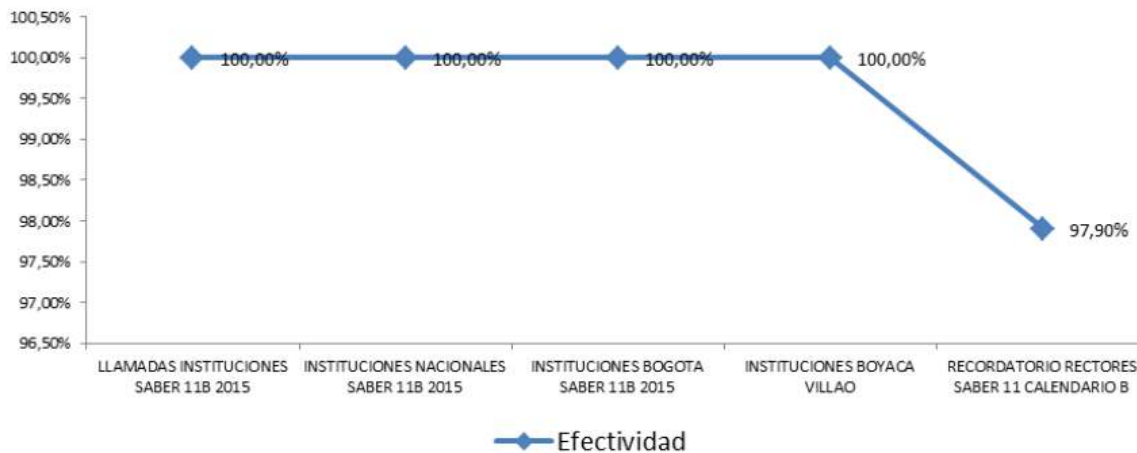 100,50%
100,00%
99,50%
99,00%
98,50%
98,00%
97,50%
97,00%
96,50%
100,00%
100,00%
100,00%
100,00%
97,90%
LLAMADAS INSTITUCIONES
SABER 11B 2015
INSTITUCIONES NACIONALES
SABER 11B 2015
INSTITUCIONES BOGOTA
SABER 11B 2015
INSTITUCIONES BOYACA
VILLAO
RECORDATORIO RECTORES
SABER 11 CALENDARIO B
Efectividad